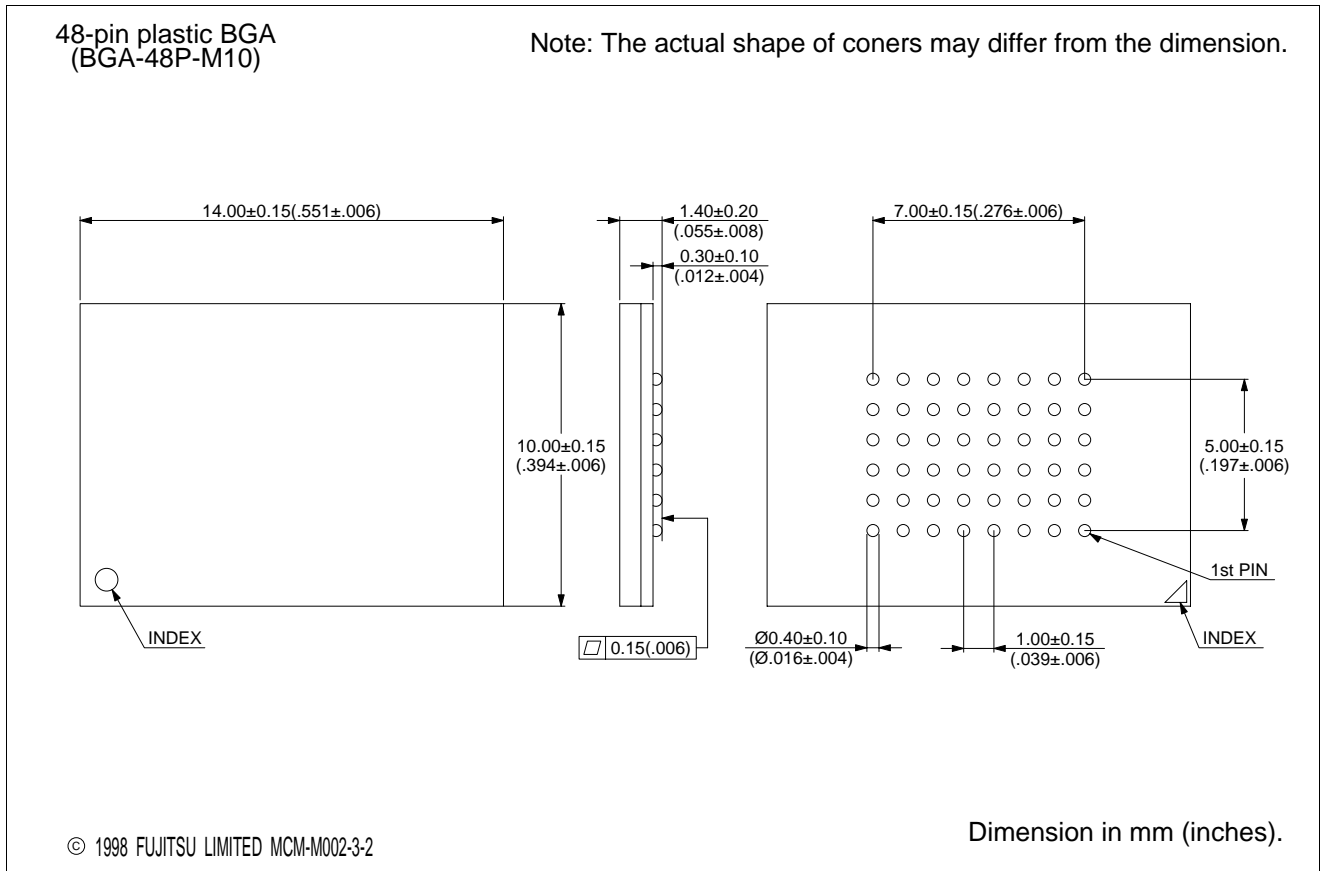 48-pin plastic BGA
(BGA-48P-M10)
Note: The actual shape of coners may differ from the dimension.
14.00±0.15(.551±.006)
1.40±0.20
(.055±.008)
0.30±0.10
(.012±.004)
7.00±0.15(.276±.006)
10.00±0.15
(.394±.006)
5.00±0.15
(.197±.006)
1st PIN
INDEX
0.15(.006)
Ø0.40±0.10
(Ø.016±.004)
1.00±0.15
(.039±.006)
INDEX
© 1998 FUJITSU LIMITED MCM-M002-3-2
Dimension in mm (inches).